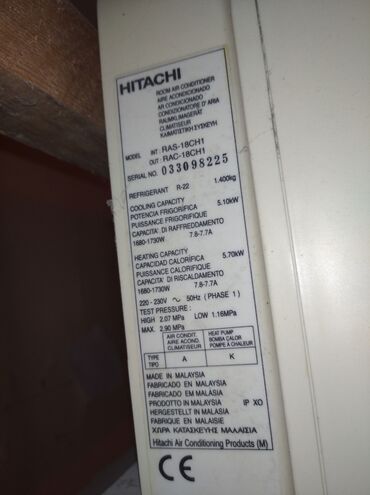 HITACHI
ROOM AIR CONDITIONER
AIRE ACONDICIONADO
AR CONDICIONADO
CONDIZIONATORE D'ARIA
RAUMKLIMAGERÄT
CLIMATISEUR
ΚΛΙΜΑΤΙΣΤΙΚΗ ΣΥΣΚΕΥΗ
MODEL INT RAS-18CH1
OUT RAC-18CH1
SERIAL NO. 033098225
REFRIGERANT R-22 1.400kg
COOLING CAPACITY 5.10kW
POTENCIA FRIGORÍFICA
PUISSANCE FRIGORIFIQUE
CAPACITA' DI RAFFREDDAMENTO
1680-1730W 7.8-7.7A
HEATING CAPACITY 5.70kW
CAPACIDAD CALORÍFICA
PUISSANCE CALORIFIQUE
CAPACITA' DI RISCALDAMENTO
1680-1730W 7.8-7.7A
220 - 230V ~ 50Hz ( PHASE 1 )
TEST PRESSURE :
HIGH 2.07 MPa LOW 1.16MPa
MAX. 2.90 MPa
AIR CONDIT. AIRE ACOND. CLIMATISEUR
HEAT PUMP BOMBA CALOR POMPE À CHALEUR
TYPE TIPO A K
MADE IN MALAYSIA
FABRICADO EN MALASIA
FABRICADO EM MALÁSIA
PRODOTTO IN MALAYSIA IP XO
HERGESTELLT IN MALAYSIA
FABRIQUE EN MALAISIE
ΧΩΡΑ ΚΑΤΑΣΚΕΥΗΣ ΜΑΛΑΙΣΙΑ
Hitachi Air Conditioning Products (M)
CE